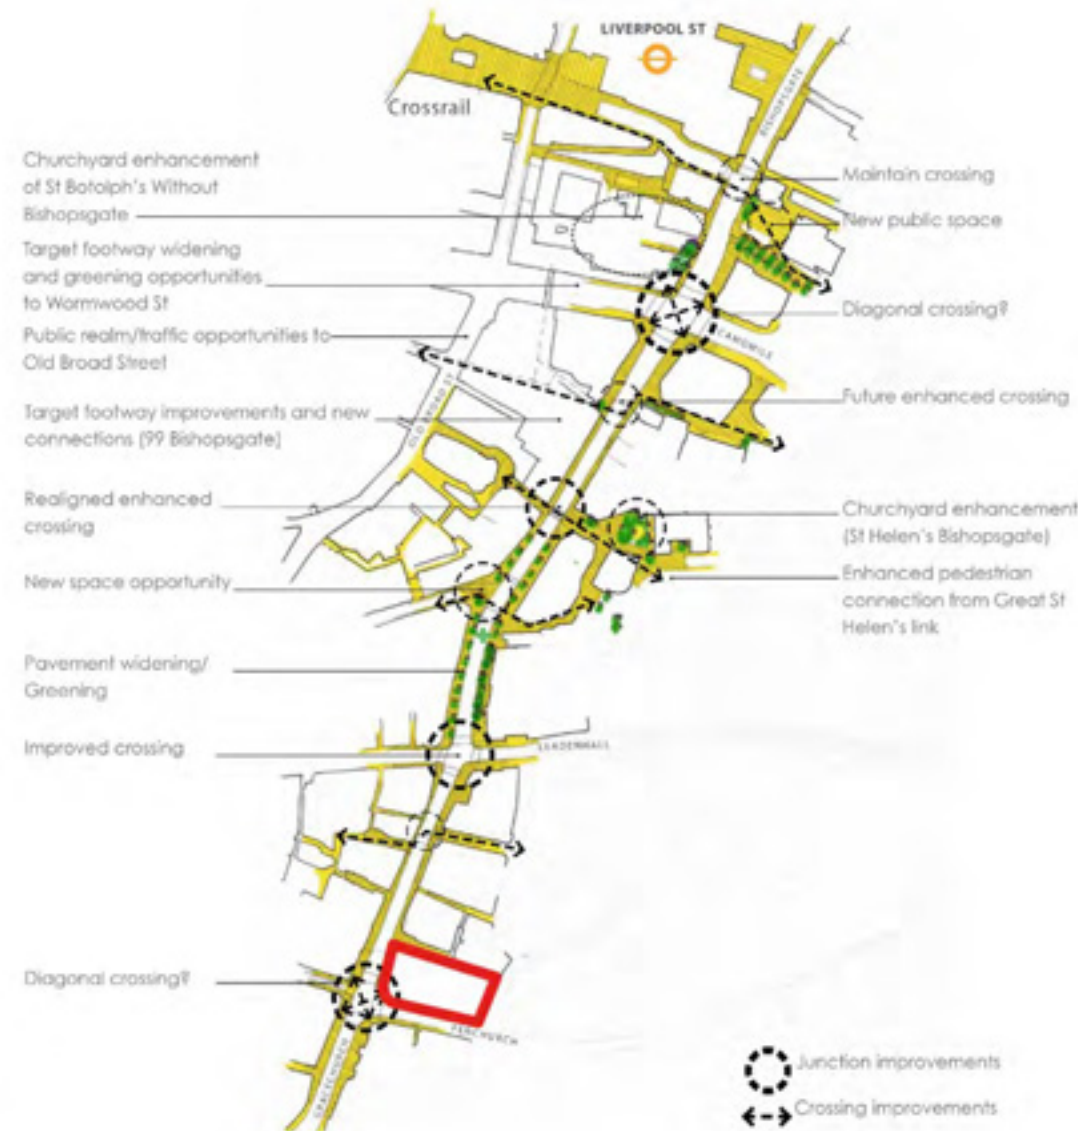 LIVERPOOL ST
Crossrail
BISHOPSGATE
Churchyard enhancement
of St Botolph's Without
Bishopsgate
Target footway widening
and greening opportunities
to Wormwood St
Public realm/traffic opportunities to
Old Broad Street
Target footway improvements and new
connections (99 Bishopsgate)
Realigned enhanced
crossing
New space opportunity
Pavement widening/
Greening
Improved crossing
Diagonal crossing?
Maintain crossing
New public space
Diagonal crossing?
CAMOMILE
Future enhanced crossing
Churchyard enhancement
(St Helen's Bishopsgate)
Enhanced pedestrian
connection from Great St
Helen's link
OLD BROAD ST
LEADENHALL
FENCHURCH
GRACECHURCH
Junction improvements
Crossing improvements